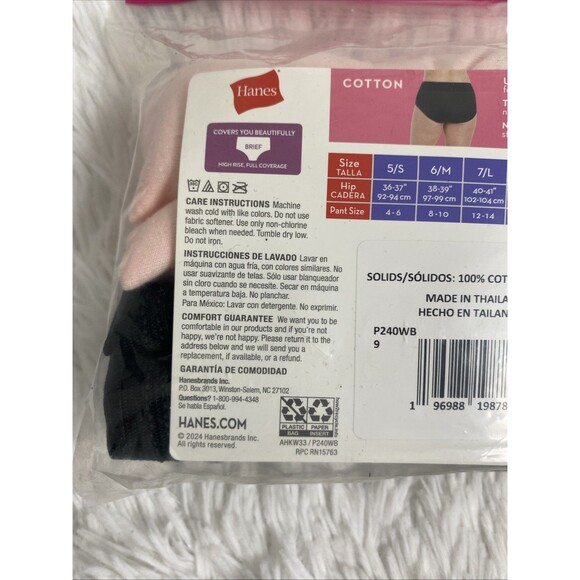 Hanes
COTTON
COVERS YOU BEAUTIFULLY
BRIEF
HIGH RISE, FULL COVERAGE
Size
TALLA
5/S
6/M
7/L
Hip
CADERA
36-37"
92-94 cm
38-39"
97-99 cm
40-41"
102-104 cm
Pant Size
4 - 6
8 - 10
12 - 14
CARE INSTRUCTIONS Machine
wash cold with like colors. Do not use
fabric softener. Use only non-chlorine
bleach when needed. Tumble dry low.
Do not irpn.
INSTRUCCIONES DE LAVADO Lavar en
máquina con agua fría, con colores similares. No
usar suavizante de telas. Sólo usar blanqueador
sin cloro cuando se necesite. Secar en máquina
a temperatura baja. No planchar.
Para México: Lavar con detergente. No exprimir.
COMFORT GUARANTEE We want you to be
comfortable in our products and if you're not
happy, we're not happy. Please return it to the
address below and we will send you a
replacement, if available, or a refund.
GARANTÍA DE COMODIDAD
Hanesbrands Inc.
P.O. Box 3013, Winston-Salem, NC 27102
Questions? 1-800-994-4348
Se habla Español.
HANES.COM
© 2024 Hanesbrands Inc.
All rights reserved.
PLASTIC
BAG
PAPER
INSERT
AHKW33 / P240WB
RPC RN15763
SOLIDS/SÓLIDOS: 100% COT
MADE IN THAILA
HECHO EN TAILAN
P240WB
9
1 96988 19878